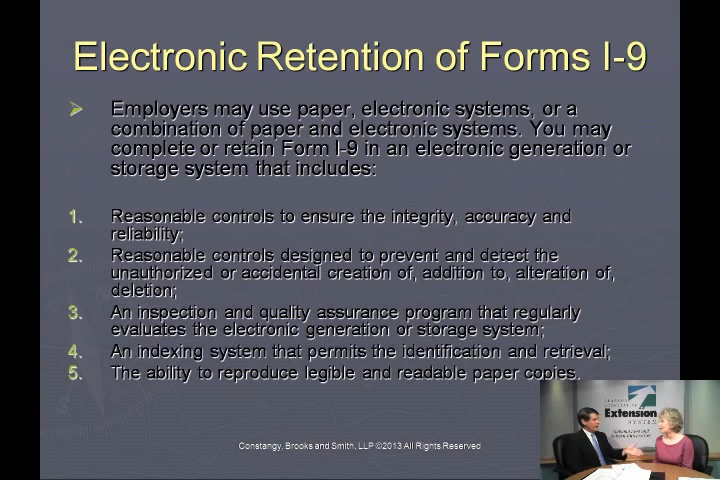 Electronic Retention of Forms I-9
Employers may use paper, electronic systems, or a
combination of paper and electronic systems. You may
complete or retain Form I-9 in an electronic generation or
storage system that includes:
1. Reasonable controls to ensure the integrity, accuracy and
reliability;
2. Reasonable controls designed to prevent and detect the
unauthorized or accidental creation of, addition to, alteration of,
deletion;
3. An inspection and quality assurance program that regularly
evaluates the electronic generation or storage system;
4. An indexing system that permits the identification and retrieval;
5. The ability to reproduce legible and readable paper copies.
Constangy, Brooks and Smith, LLP ©2013 All Rights Reserved
Extension
SYSTEM